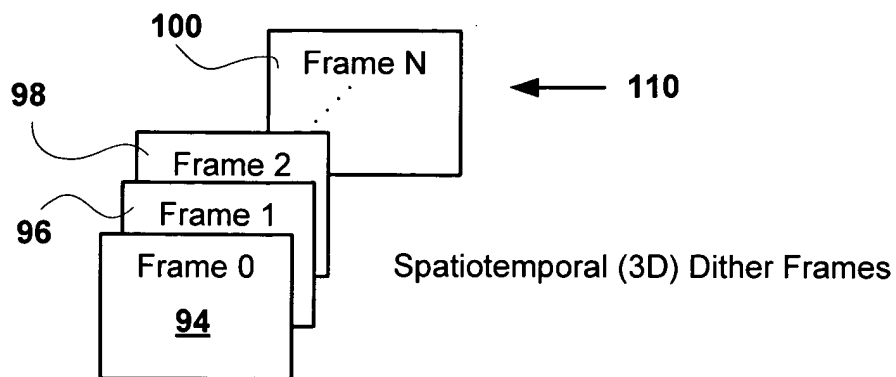 100
Frame N
110
98
Frame 2
Frame 1
96
Frame 0
Spatiotemporal (3D) Dither Frames
94